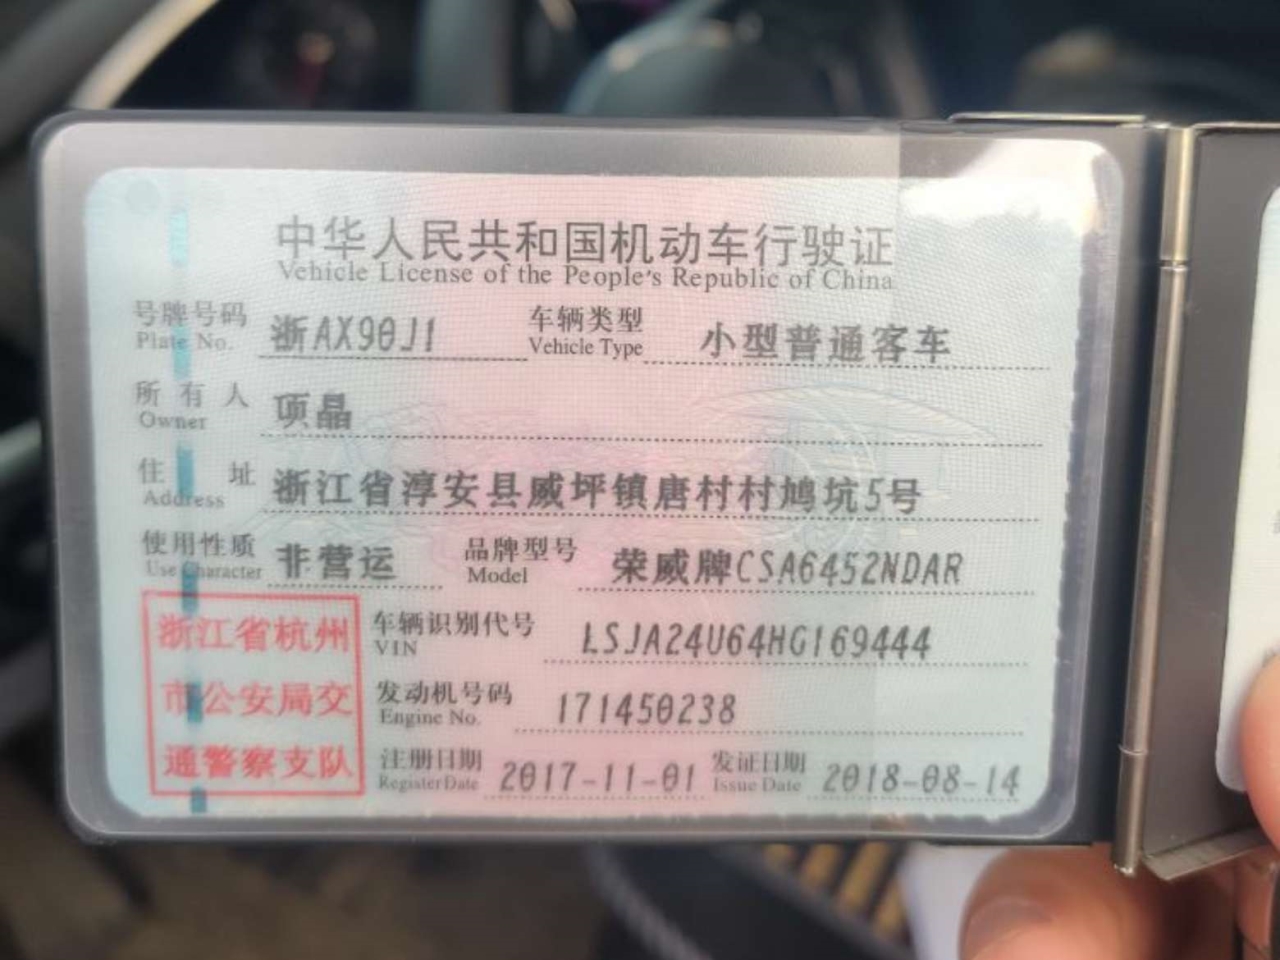 中华人民共和国机动车行驶证
Vehicle License of the People's Republic of China
号牌号码 浙AX90J1 车辆类型 小型普通客车
Plate No. Vehicle Type
所有人 项晶
Owner
住址 浙江省淳安县威坪镇唐村村鸠坑5号
Address
使用性质 非营运 品牌型号 荣威牌CSA6452NDAR
Use Character Model
浙江省杭州 车辆识别代号 LSJA24U64HG169444
VIN
市公安局交 发动机号码 171450238
Engine No.
通警察支队 注册日期 2017-11-01 发证日期 2018-08-14
Register Date Issue Date